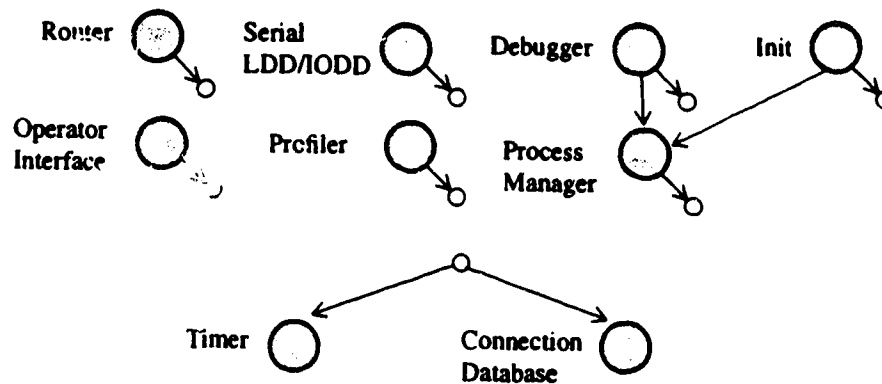 Router
Serial
LDD/IODD
Debugger
Init
Operator
Interface
Profiler
Process
Manager
Timer
Connection
Database